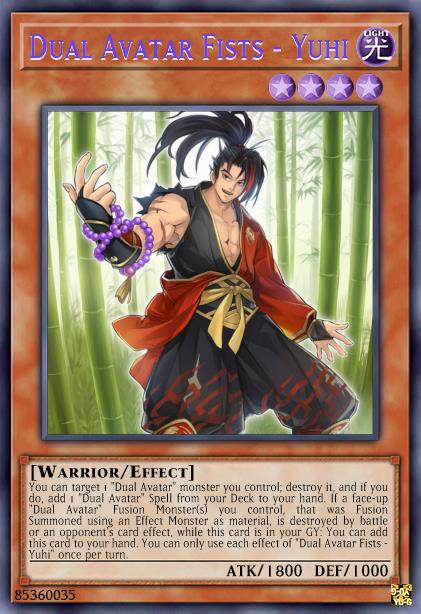 Dual Avatar Fists - Yuhi
LIGHT
光
[Warrior/Effect]
You can target 1 "Dual Avatar" monster you control; destroy it, and if you
do, add 1 "Dual Avatar" Spell from your Deck to your hand. If a face-up
"Dual Avatar" Fusion Monster(s) you control, that was Fusion
Summoned using an Effect Monster as material, is destroyed by battle
or an opponent's card effect, while this card is in your GY: You can add
this card to your hand. You can only use each effect of "Dual Avatar Fists -
Yuhi" once per turn.
ATK/1800 DEF/1000
85360035